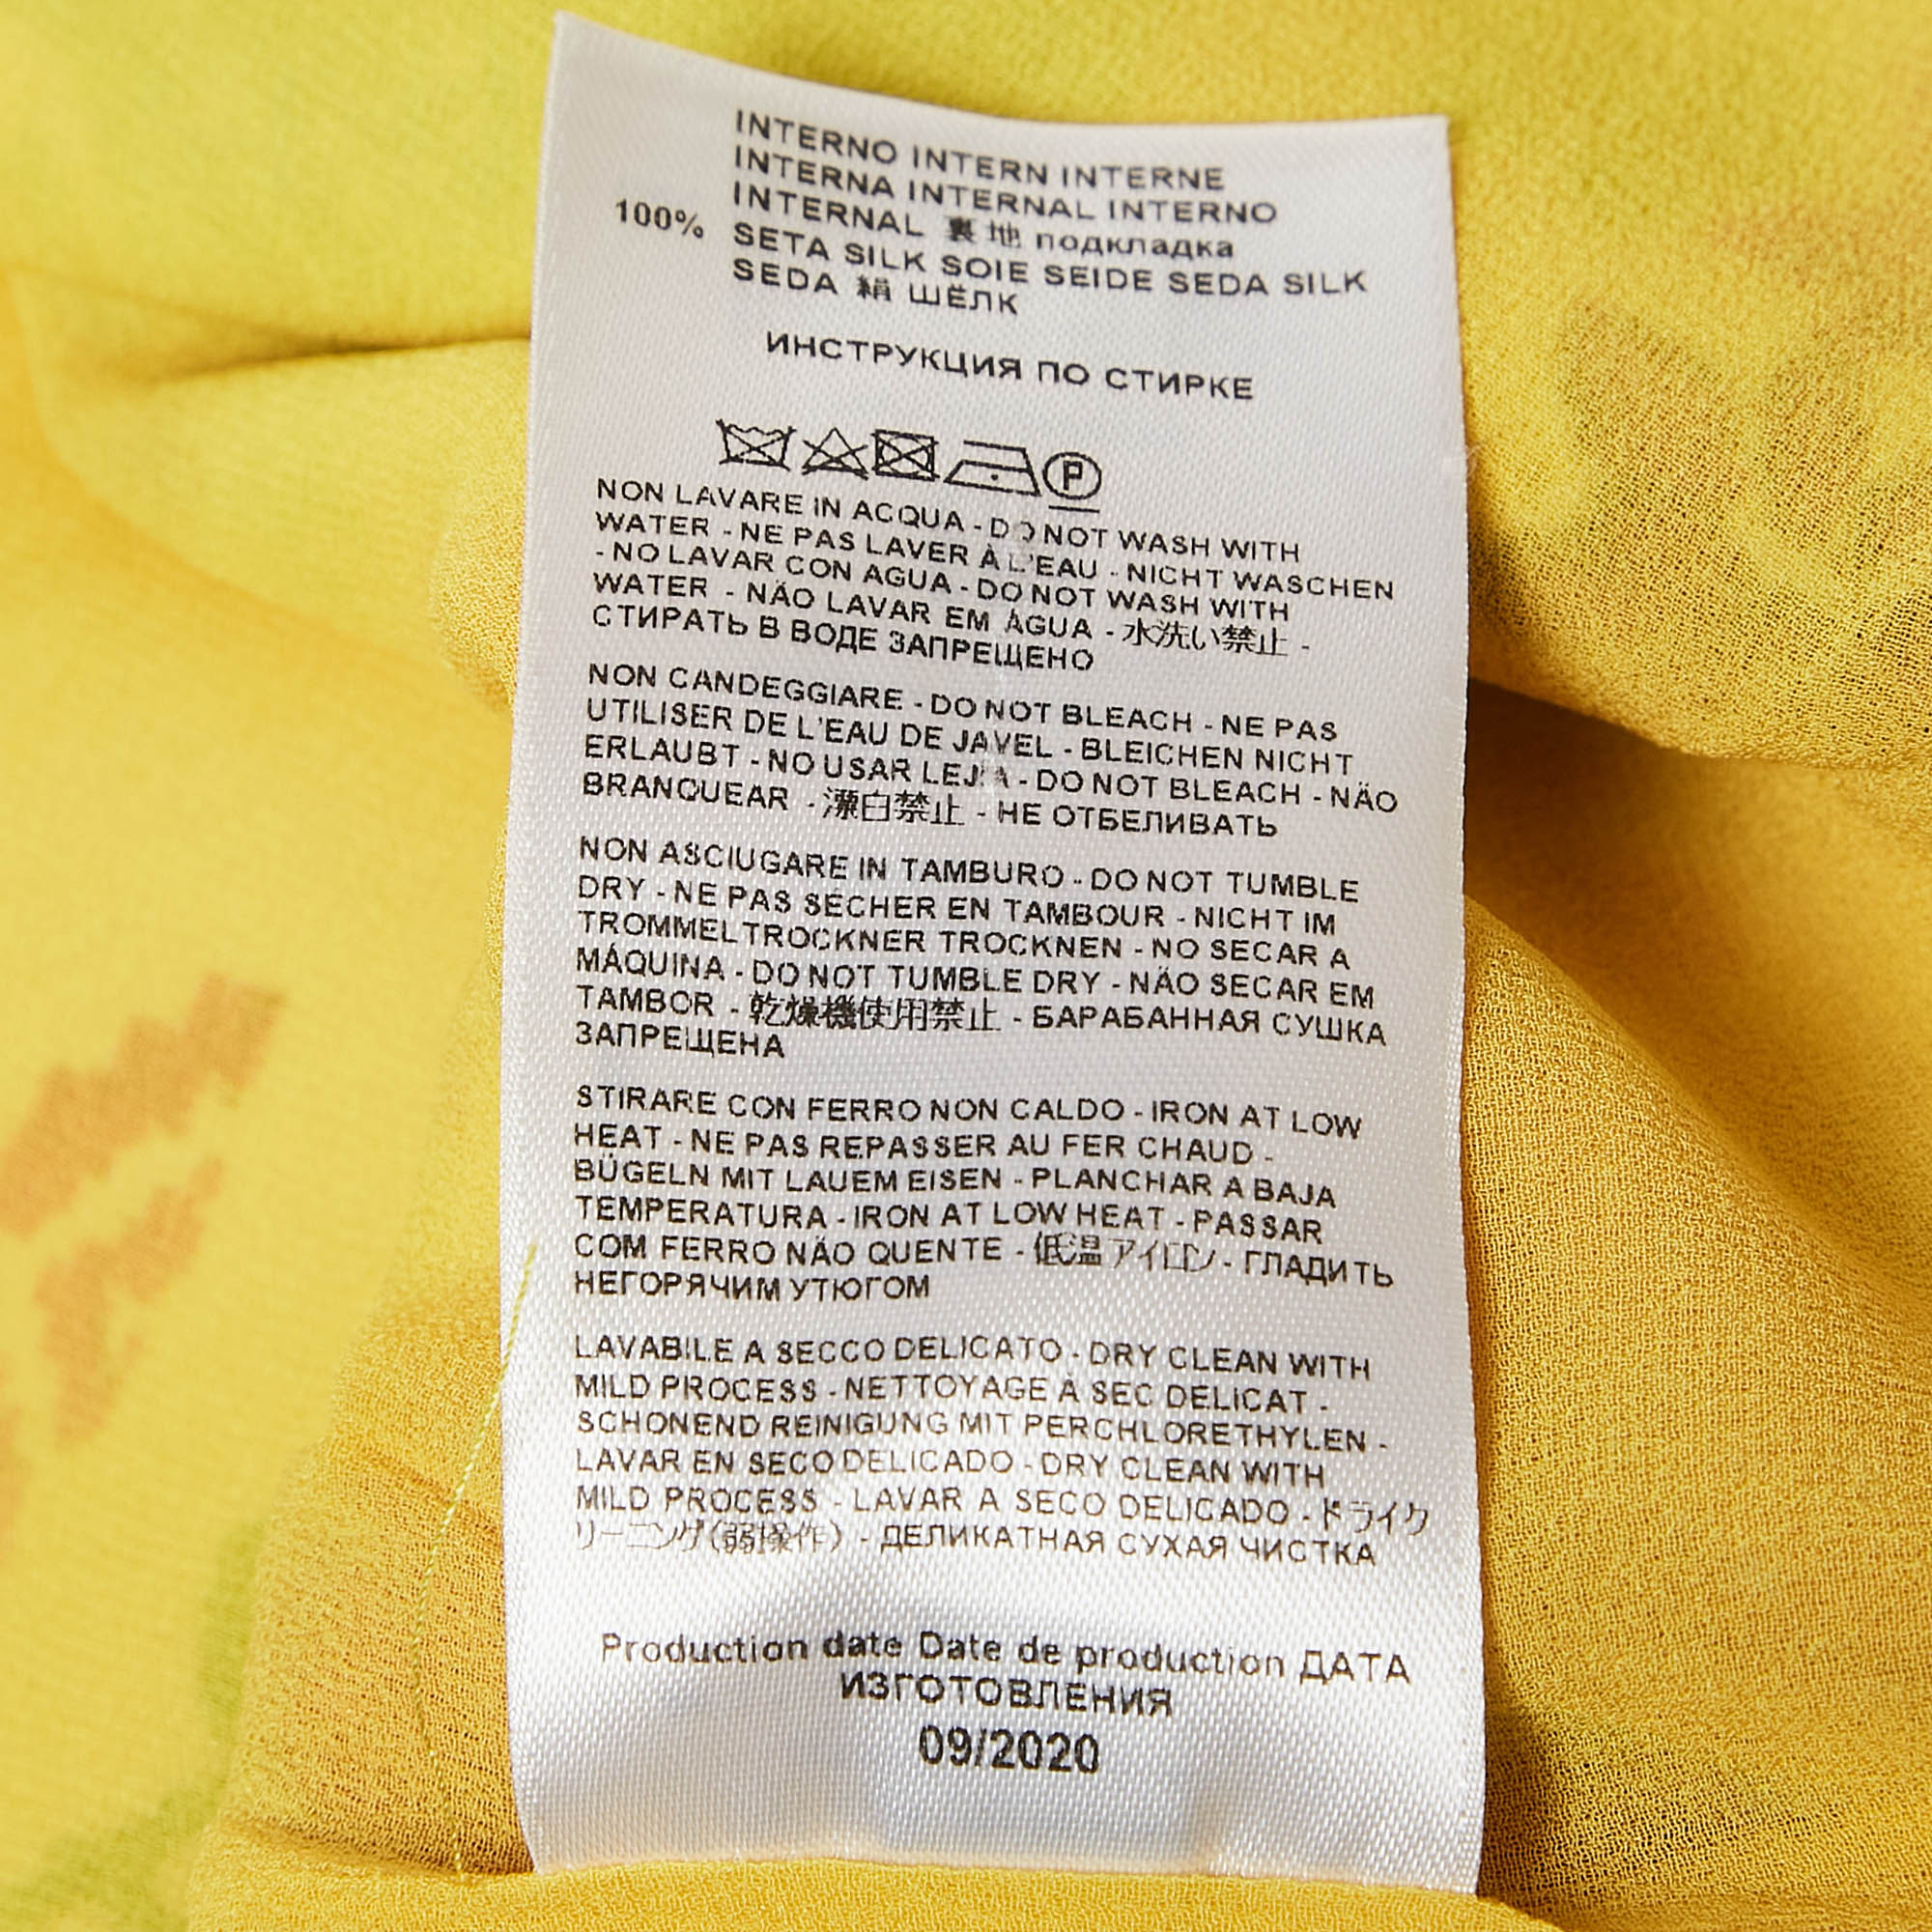 INTERNO INTERN INTERNE
INTERNA INTERNAL INTERNO
INTERNAL 裏地 подкладка
100% SETA SILK SOIE SEIDE SEDA SILK
SEDA 絹 ШЁЛК
ИНСТРУКЦИЯ ПО СТИРКЕ
P
NON LAVARE IN ACQUA - DO NOT WASH WITH
WATER - NE PAS LAVER À L'EAU - NICHT WASCHEN
- NO LAVAR CON AGUA - DO NOT WASH WITH
WATER - NÃO LAVAR EM ÁGUA - 水洗い禁止 -
СТИРАТЬ В ВОДЕ ЗАПРЕЩЕНО
NON CANDEGGIARE - DO NOT BLEACH - NE PAS
UTILISER DE L'EAU DE JAVEL - BLEICHEN NICHT
ERLAUBT - NO USAR LEJIA - DO NOT BLEACH - NÃO
BRANQUEAR - 漂白禁止 - НЕ ОТБЕЛИВАТЬ
NON ASCIUGARE IN TAMBURO - DO NOT TUMBLE
DRY - NE PAS SÉCHER EN TAMBOUR - NICHT IM
TROMMELTROCKNER TROCKNEN - NO SECAR A
MÁQUINA - DO NOT TUMBLE DRY - NÃO SECAR EM
TAMBOR - 乾燥機使用禁止 - БАРАБАННАЯ СУШКА
ЗАПРЕЩЕНА
STIRARE CON FERRO NON CALDO - IRON AT LOW
HEAT - NE PAS REPASSER AU FER CHAUD -
BÜGELN MIT LAUEM EISEN - PLANCHAR A BAJA
TEMPERATURA - IRON AT LOW HEAT - PASSAR
COM FERRO NÃO QUENTE - 低温アイロン - ГЛАДИТЬ
НЕГОРЯЧИМ УТЮГОМ
LAVABILE A SECCO DELICATO - DRY CLEAN WITH
MILD PROCESS - NETTOYAGE À SEC DELICAT -
SCHONEND REINIGUNG MIT PERCHLORETHYLEN -
LAVAR EN SECO DELICADO - DRY CLEAN WITH
MILD PROCESS - LAVAR A SECO DELICADO - ドライク
リーニング(弱操作) - ДЕЛИКАТНАЯ СУХАЯ ЧИСТКА
Production date Date de production ДАТА
ИЗГОТОВЛЕНИЯ
09/2020